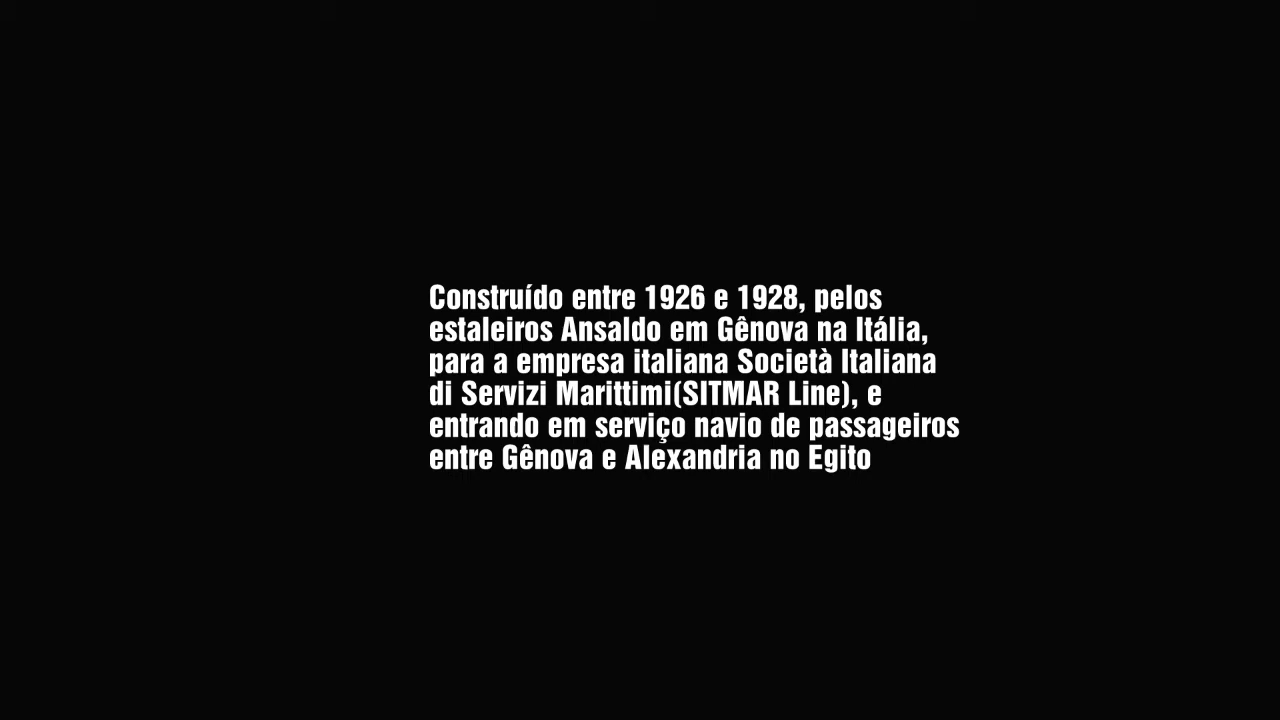 Construído entre 1926 e 1928, pelos
estaleiros Ansaldo em Gênova na Itália,
para a empresa italiana Società Italiana
di Servizi Marittimi(SITMAR Line), e
entrando em serviço navio de passageiros
entre Gênova e Alexandria no Egito